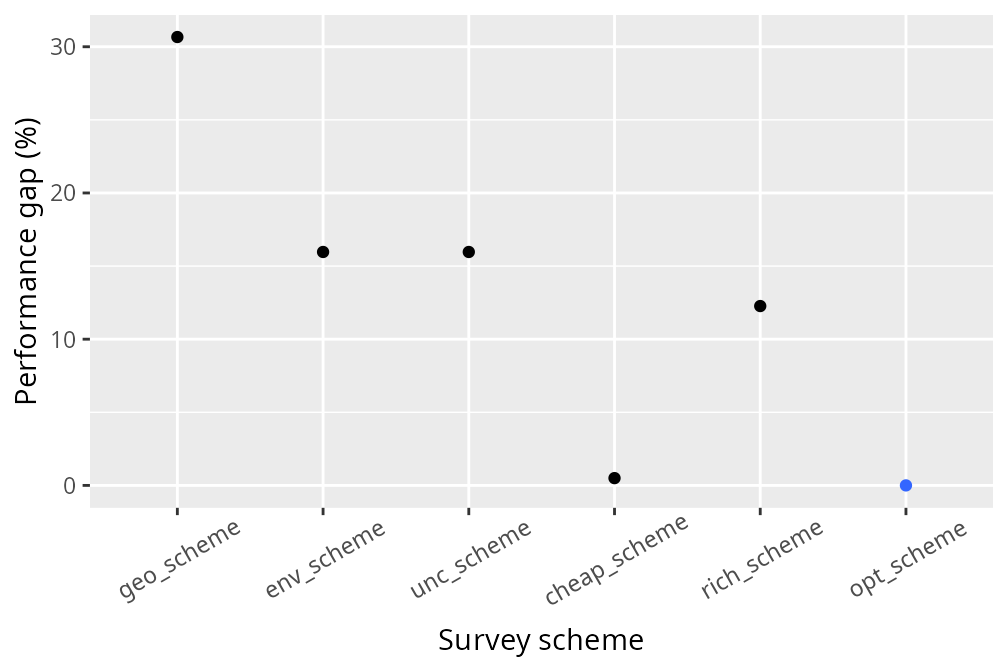 Performance gap (%)
30
20
10
0
geo_scheme
env_scheme
unc_scheme
cheap_scheme
rich_scheme
opt_scheme
Survey scheme